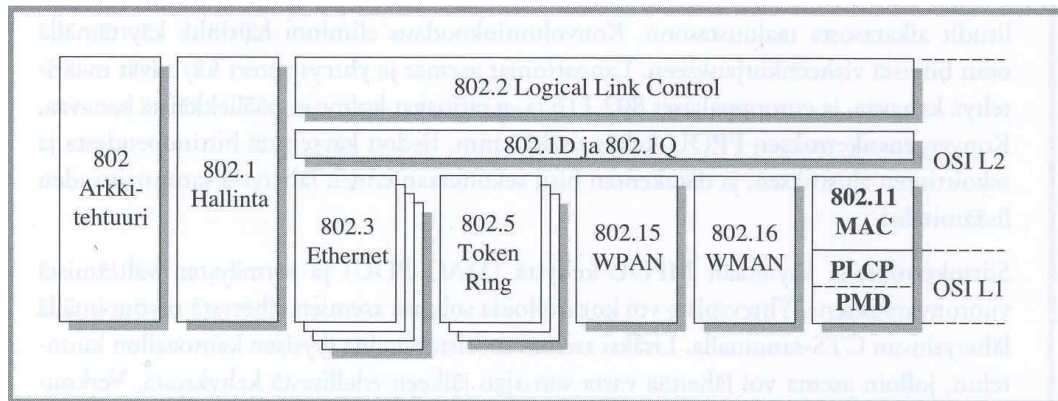 802
Arkki-
tehtuuri
802.1
Hallinta
802.2 Logical Link Control
802.1D ja 802.1Q
802.3
Ethernet
802.5
Token
Ring
802.15
WPAN
802.16
WMAN
802.11
MAC
PLCP
PMD
OSI L2
OSI L1